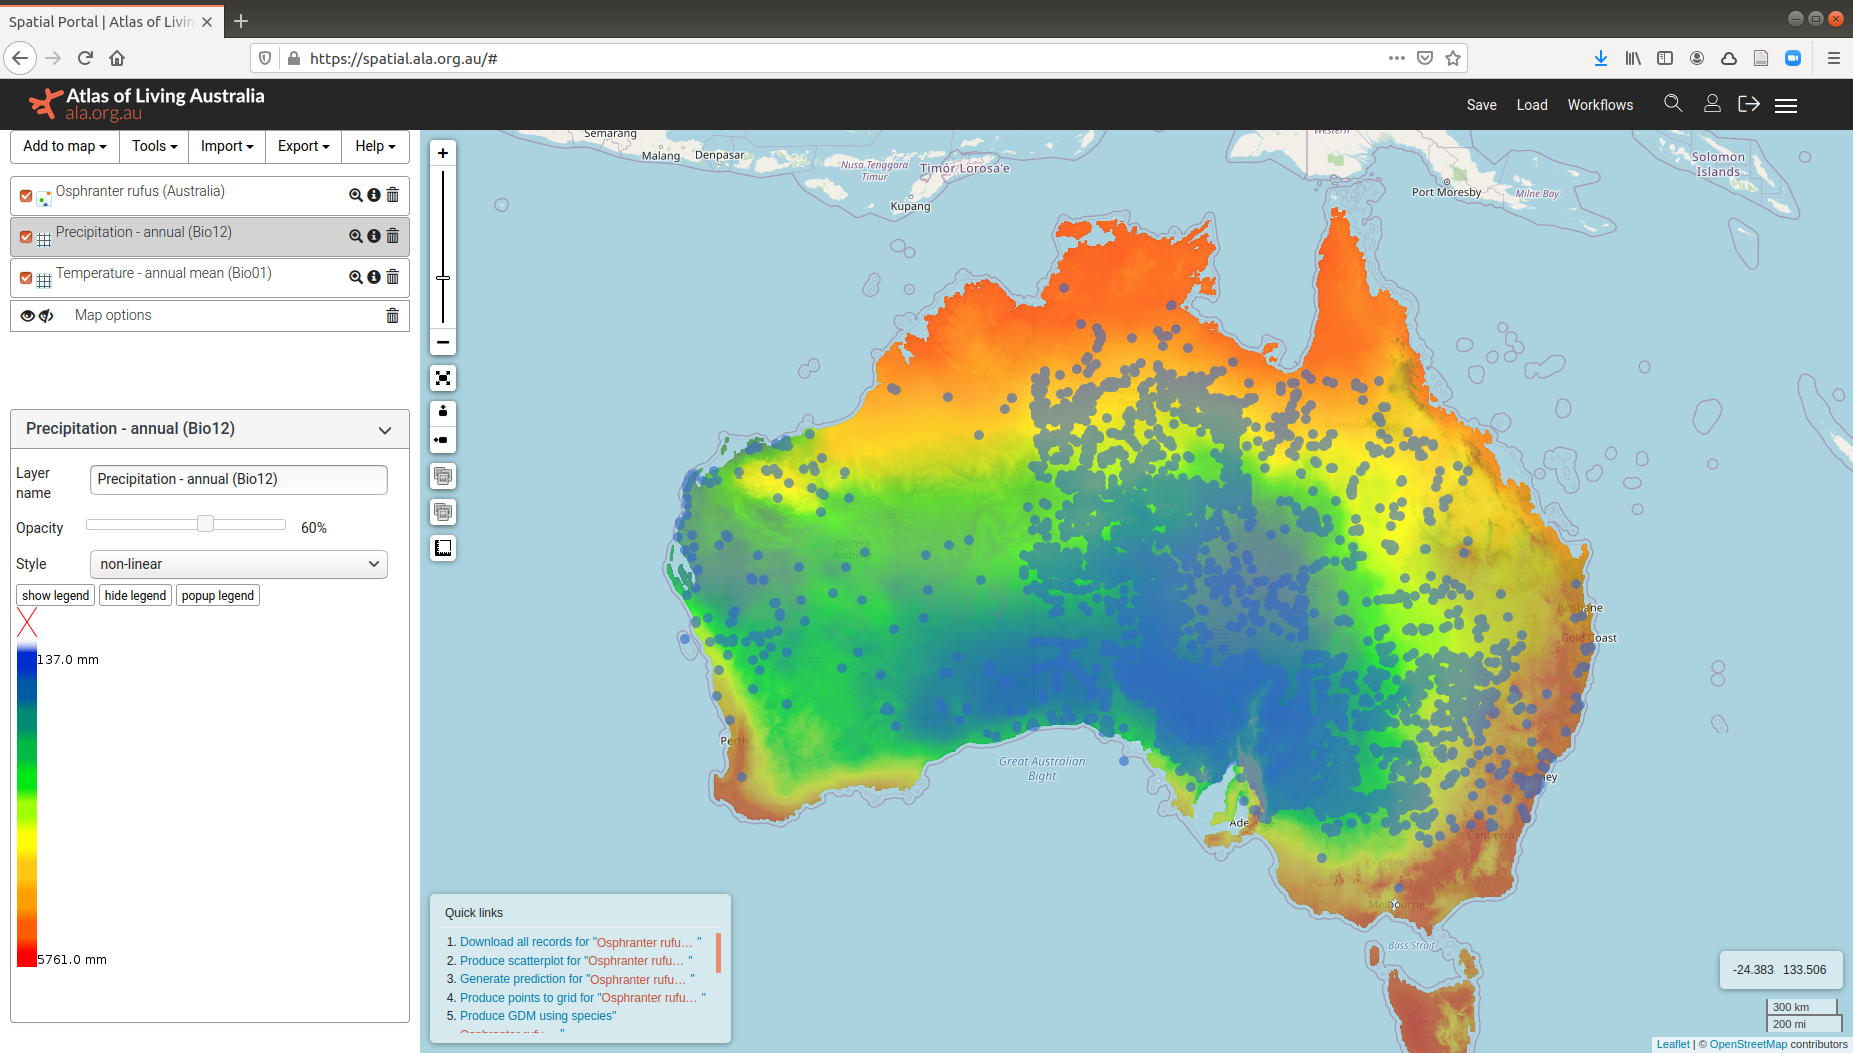 Spatial Portal | Atlas of Livin
https://spatial.ala.org.au/#
Atlas of Living Australia
ala.org.au
Save Load Workflows
Add to map Tools Import Export Help
Osphranter rufus (Australia)
Precipitation - annual (Bio12)
Temperature - annual mean (Bio01)
Map options
Precipitation - annual (Bio12)
Layer name Precipitation - annual (Bio12)
Opacity 60%
Style non-linear
show legend hide legend popup legend
137.0 mm
5761.0 mm
+
−
Semarang
Malang
Denpasar
Nusa Tenggara
Timur
Timór Lorosa'e
Kupang
Western
Port Moresby
Milne Bay
Solomon
Islands
Queensland
Western
Australia
Brisbane
Gold Coast
Perth
Great Australian
Bight
Sydney
Adelaide
Canberra
Victoria
Melbourne
Bass Strait
Quick links
1. Download all records for "Osphranter rufu… "
2. Produce scatterplot for "Osphranter rufu… "
3. Generate prediction for "Osphranter rufu… "
4. Produce points to grid for "Osphranter rufu… "
5. Produce GDM using species"
-24.383 133.506
300 km
200 mi
Leaflet | © OpenStreetMap contributors